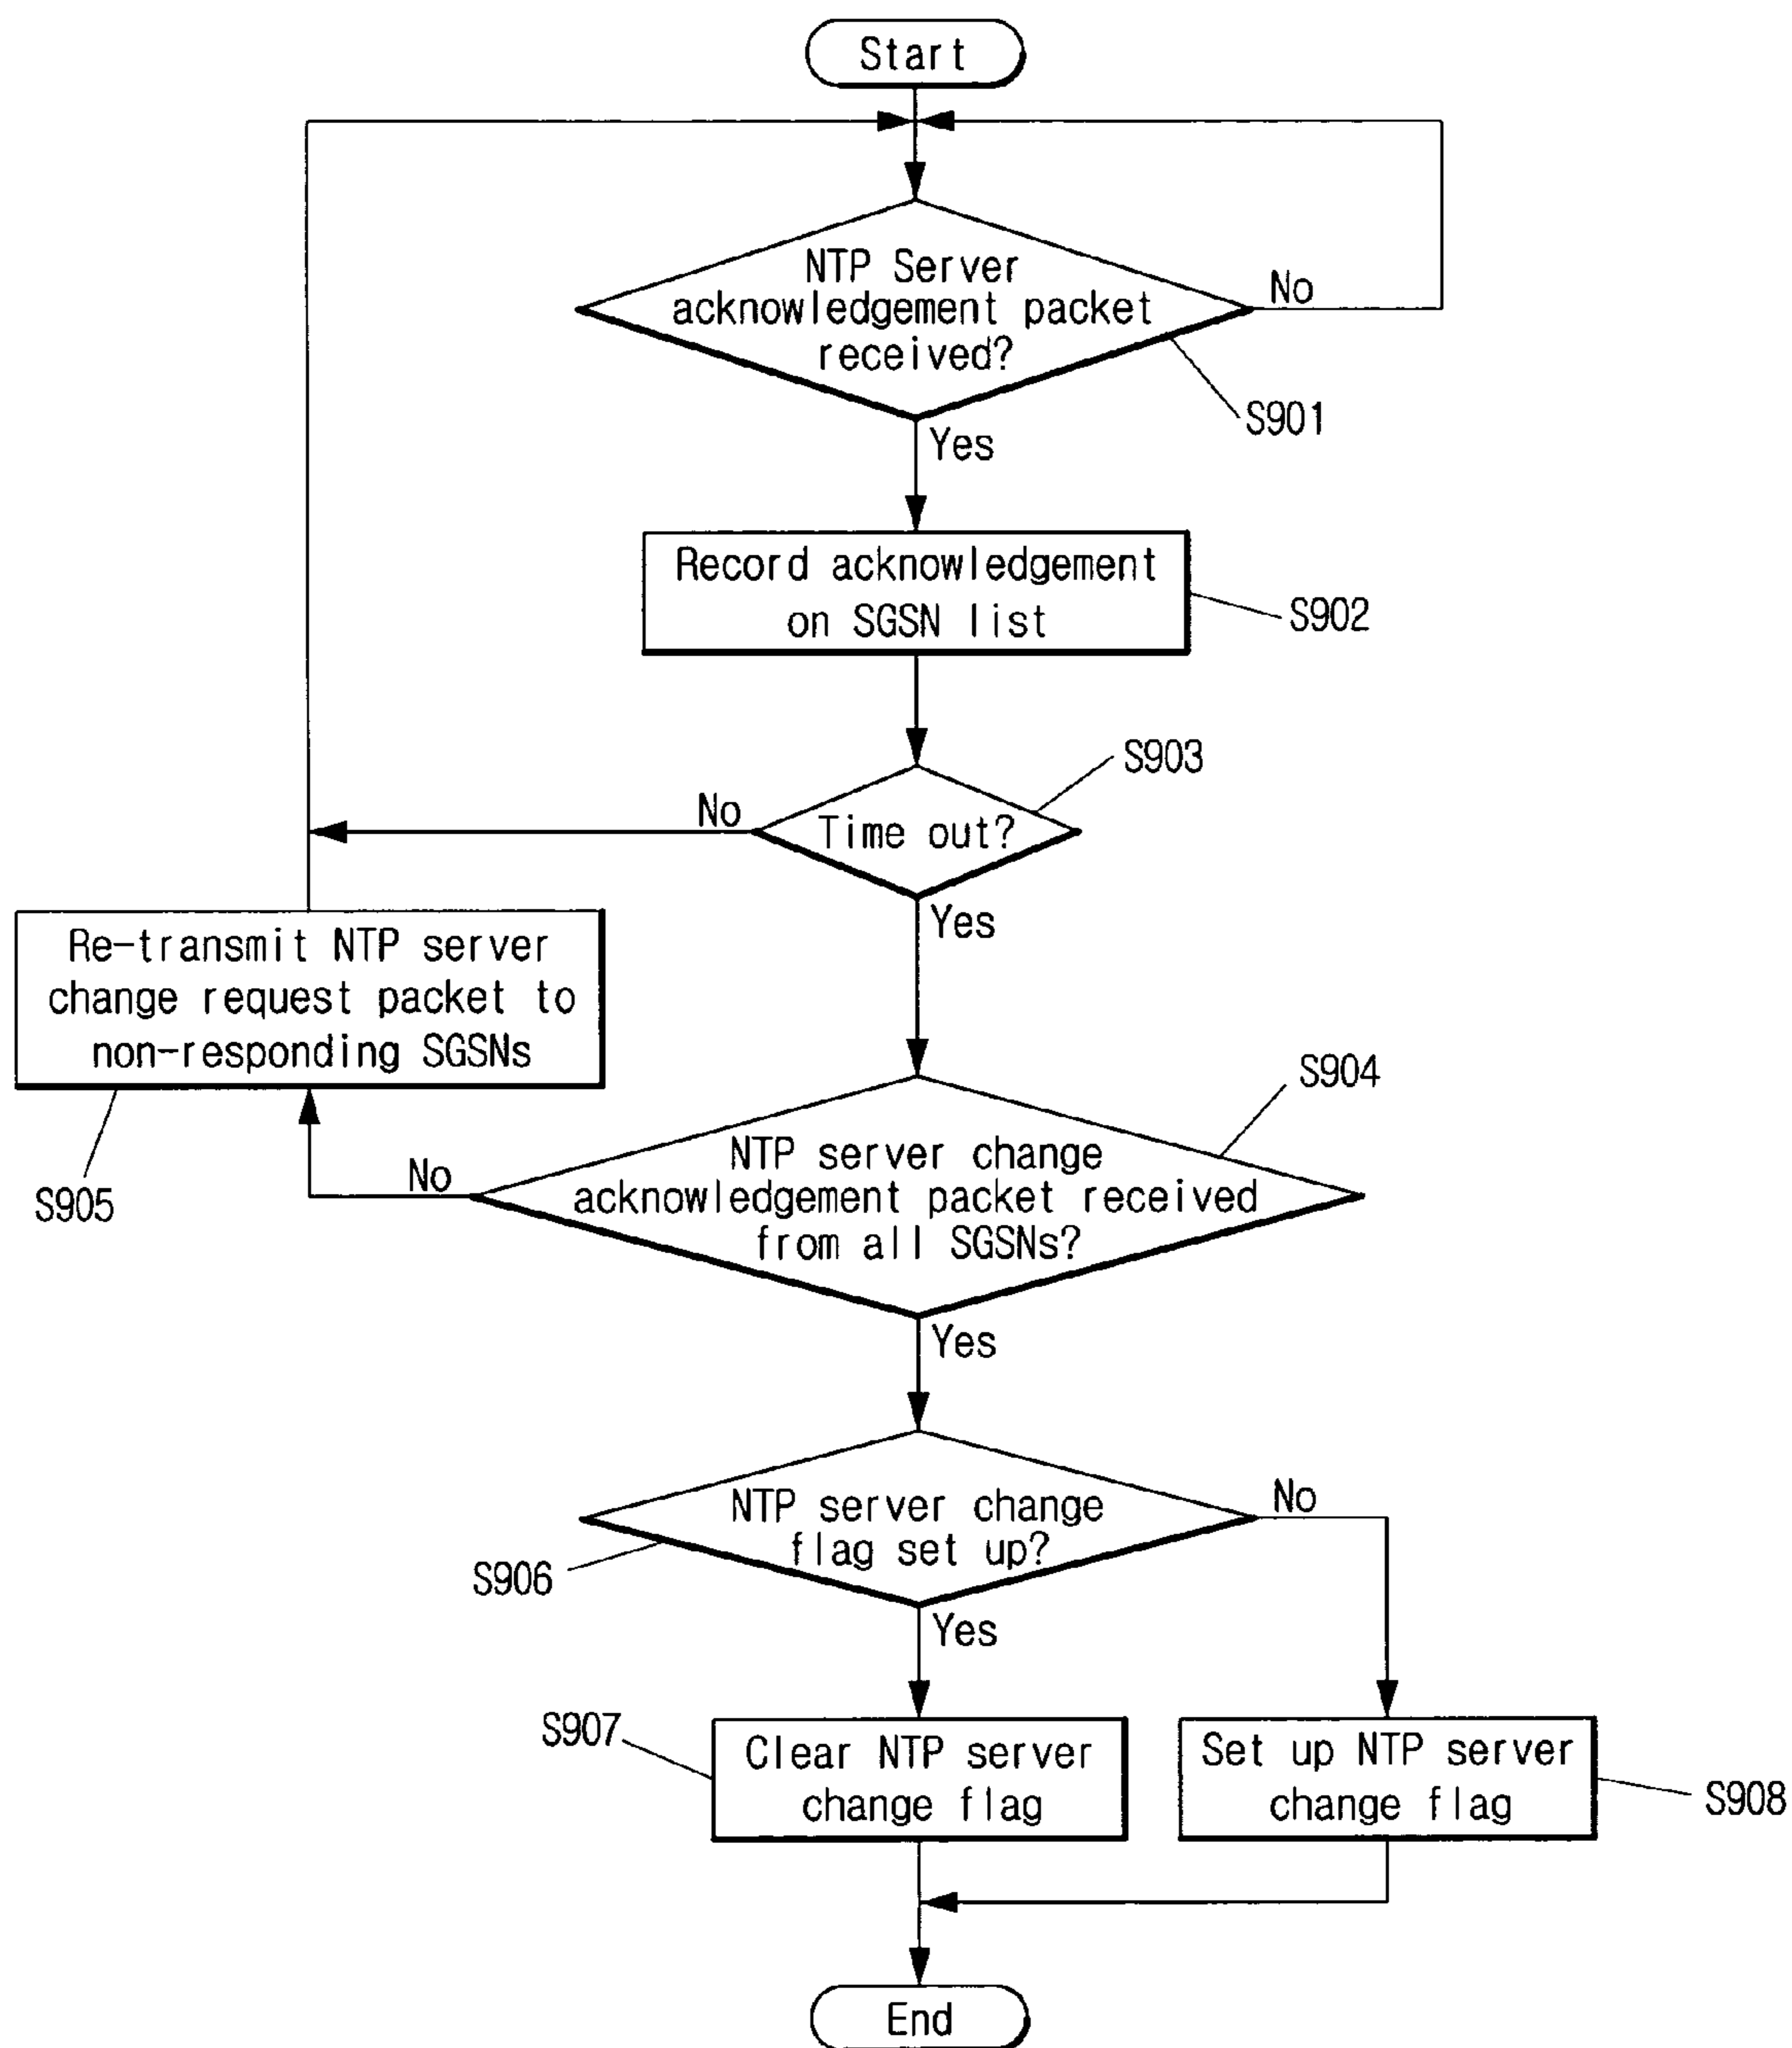 Start
NTP Server
acknowledgement packet
received?
No
S901
Yes
Record acknowledgement
on SGSN list
S902
S903
No
Time out?
Yes
Re-transmit NTP server
change request packet to
non-responding SGSNs
S905
S904
No
NTP server change
acknowledgement packet received
from all SGSNs?
Yes
NTP server change
flag set up?
No
S906
Yes
S907
Clear NTP server
change flag
Set up NTP server
change flag
S908
End